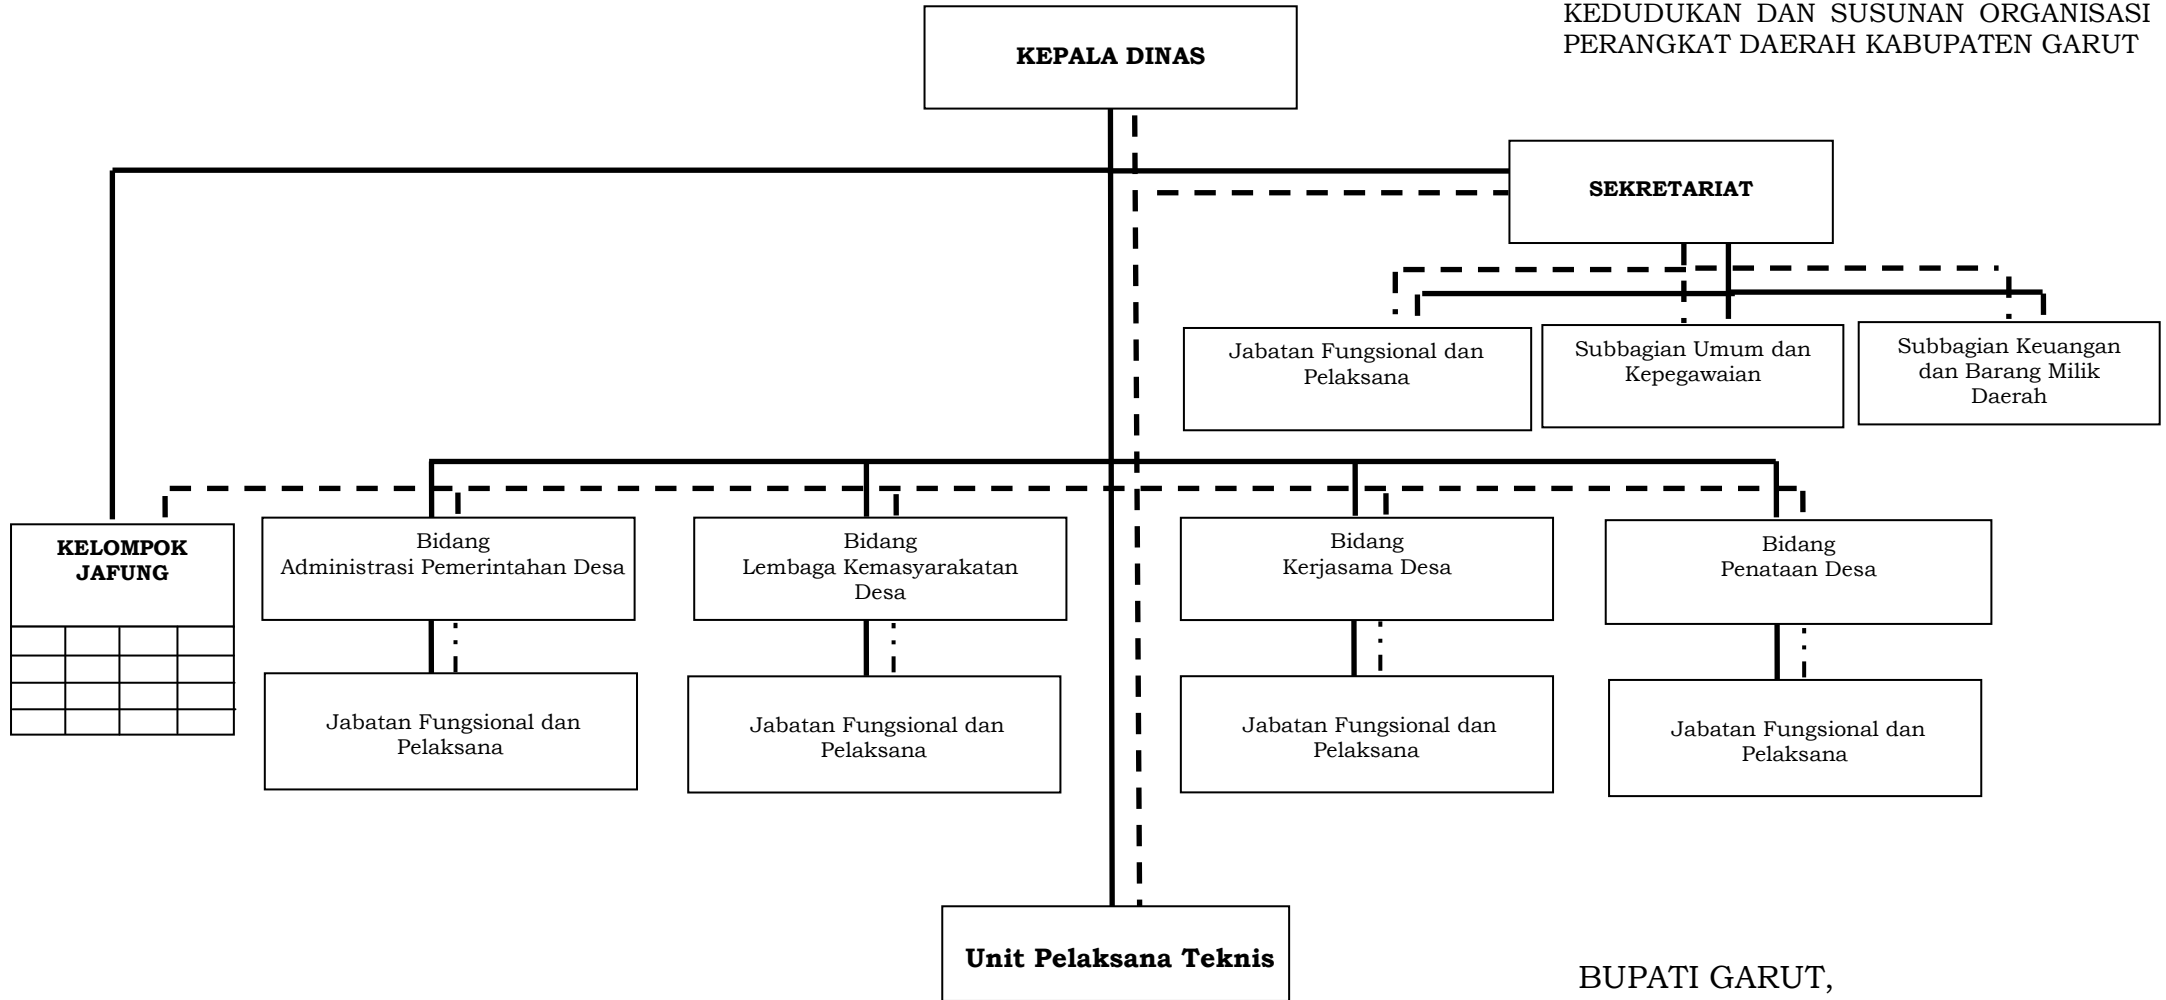 KEDUDUKAN DAN SUSUNAN ORGANISASI
PERANGKAT DAERAH KABUPATEN GARUT
KEPALA DINAS
SEKRETARIAT
Jabatan Fungsional dan
Pelaksana
Subbagian Umum dan
Kepegawaian
Subbagian Keuangan
dan Barang Milik
Daerah
KELOMPOK
JAFUNG
Bidang
Administrasi Pemerintahan Desa
Bidang
Lembaga Kemasyarakatan
Desa
Bidang
Kerjasama Desa
Bidang
Penataan Desa
Jabatan Fungsional dan
Pelaksana
Jabatan Fungsional dan
Pelaksana
Jabatan Fungsional dan
Pelaksana
Jabatan Fungsional dan
Pelaksana
Unit Pelaksana Teknis
BUPATI GARUT,